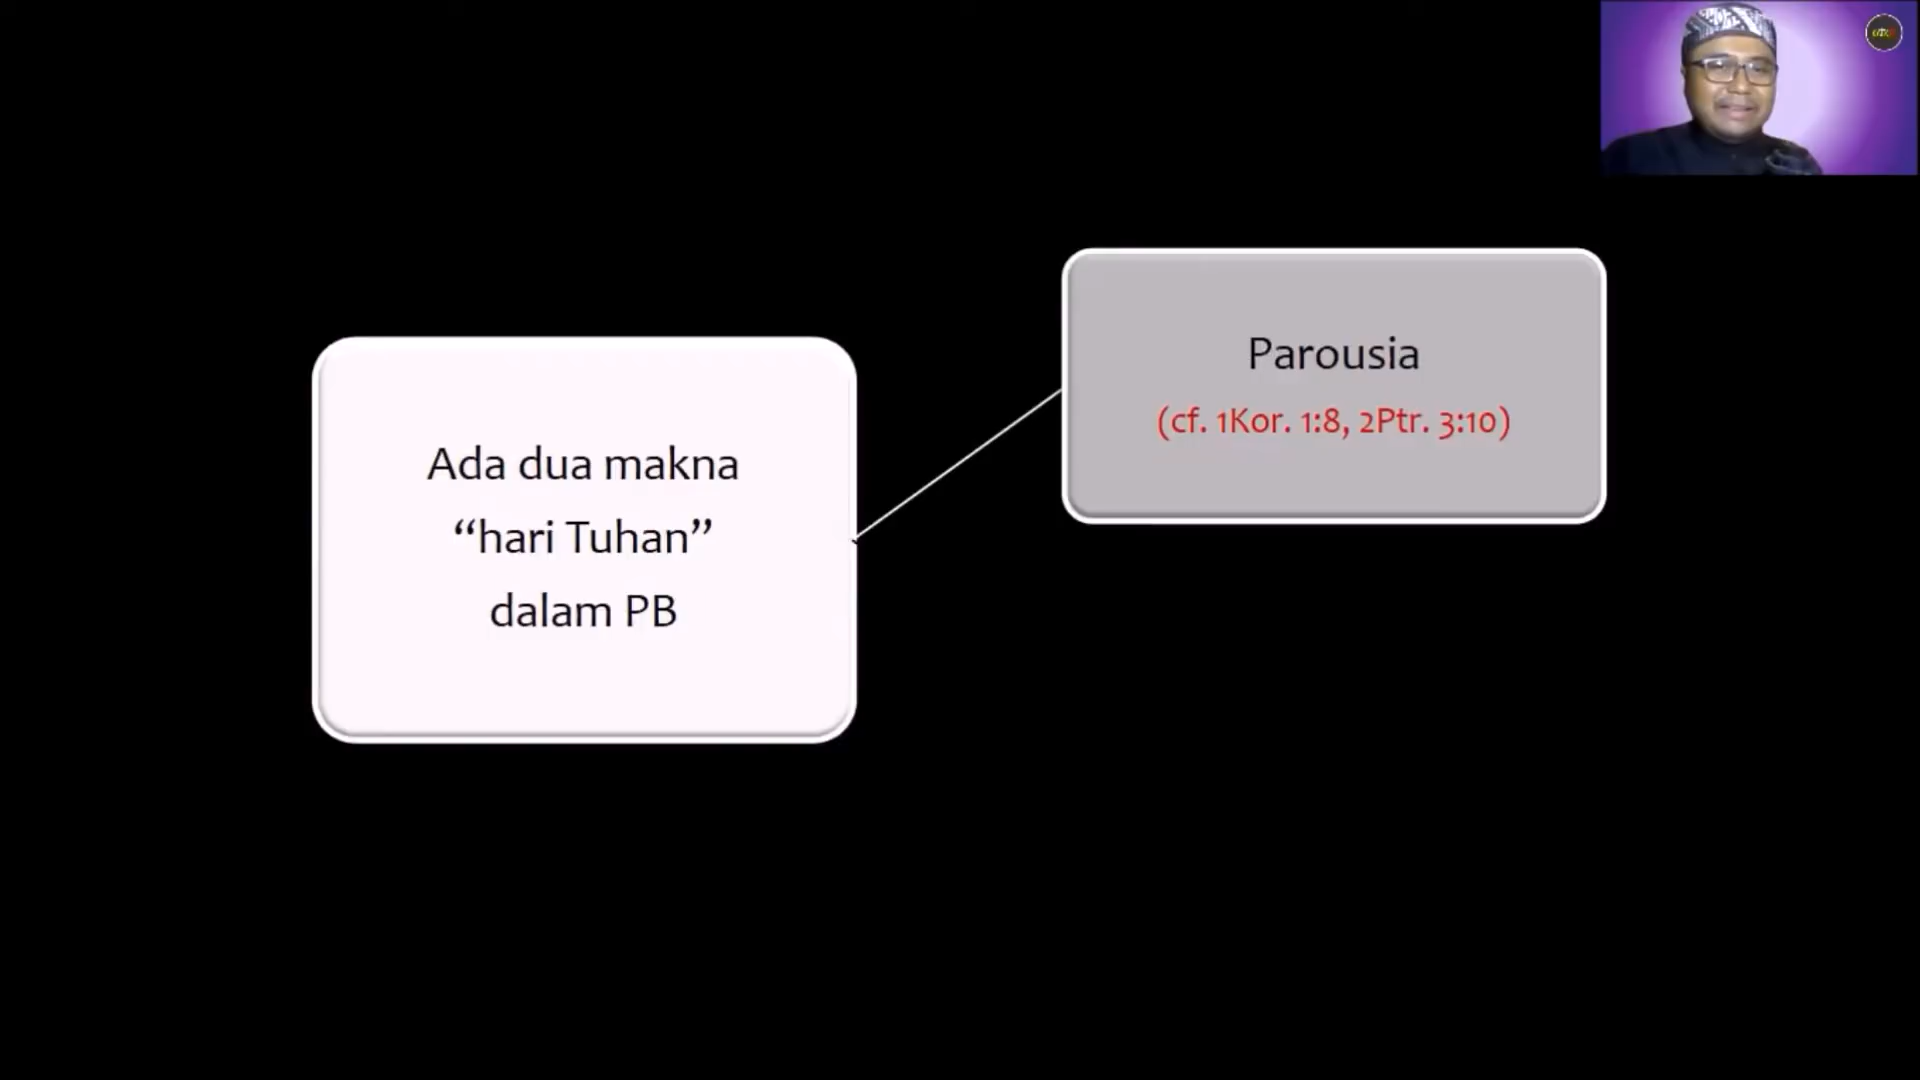 Ada dua makna
“hari Tuhan”
dalam PB
Parousia
(cf. 1Kor. 1:8, 2Ptr. 3:10)